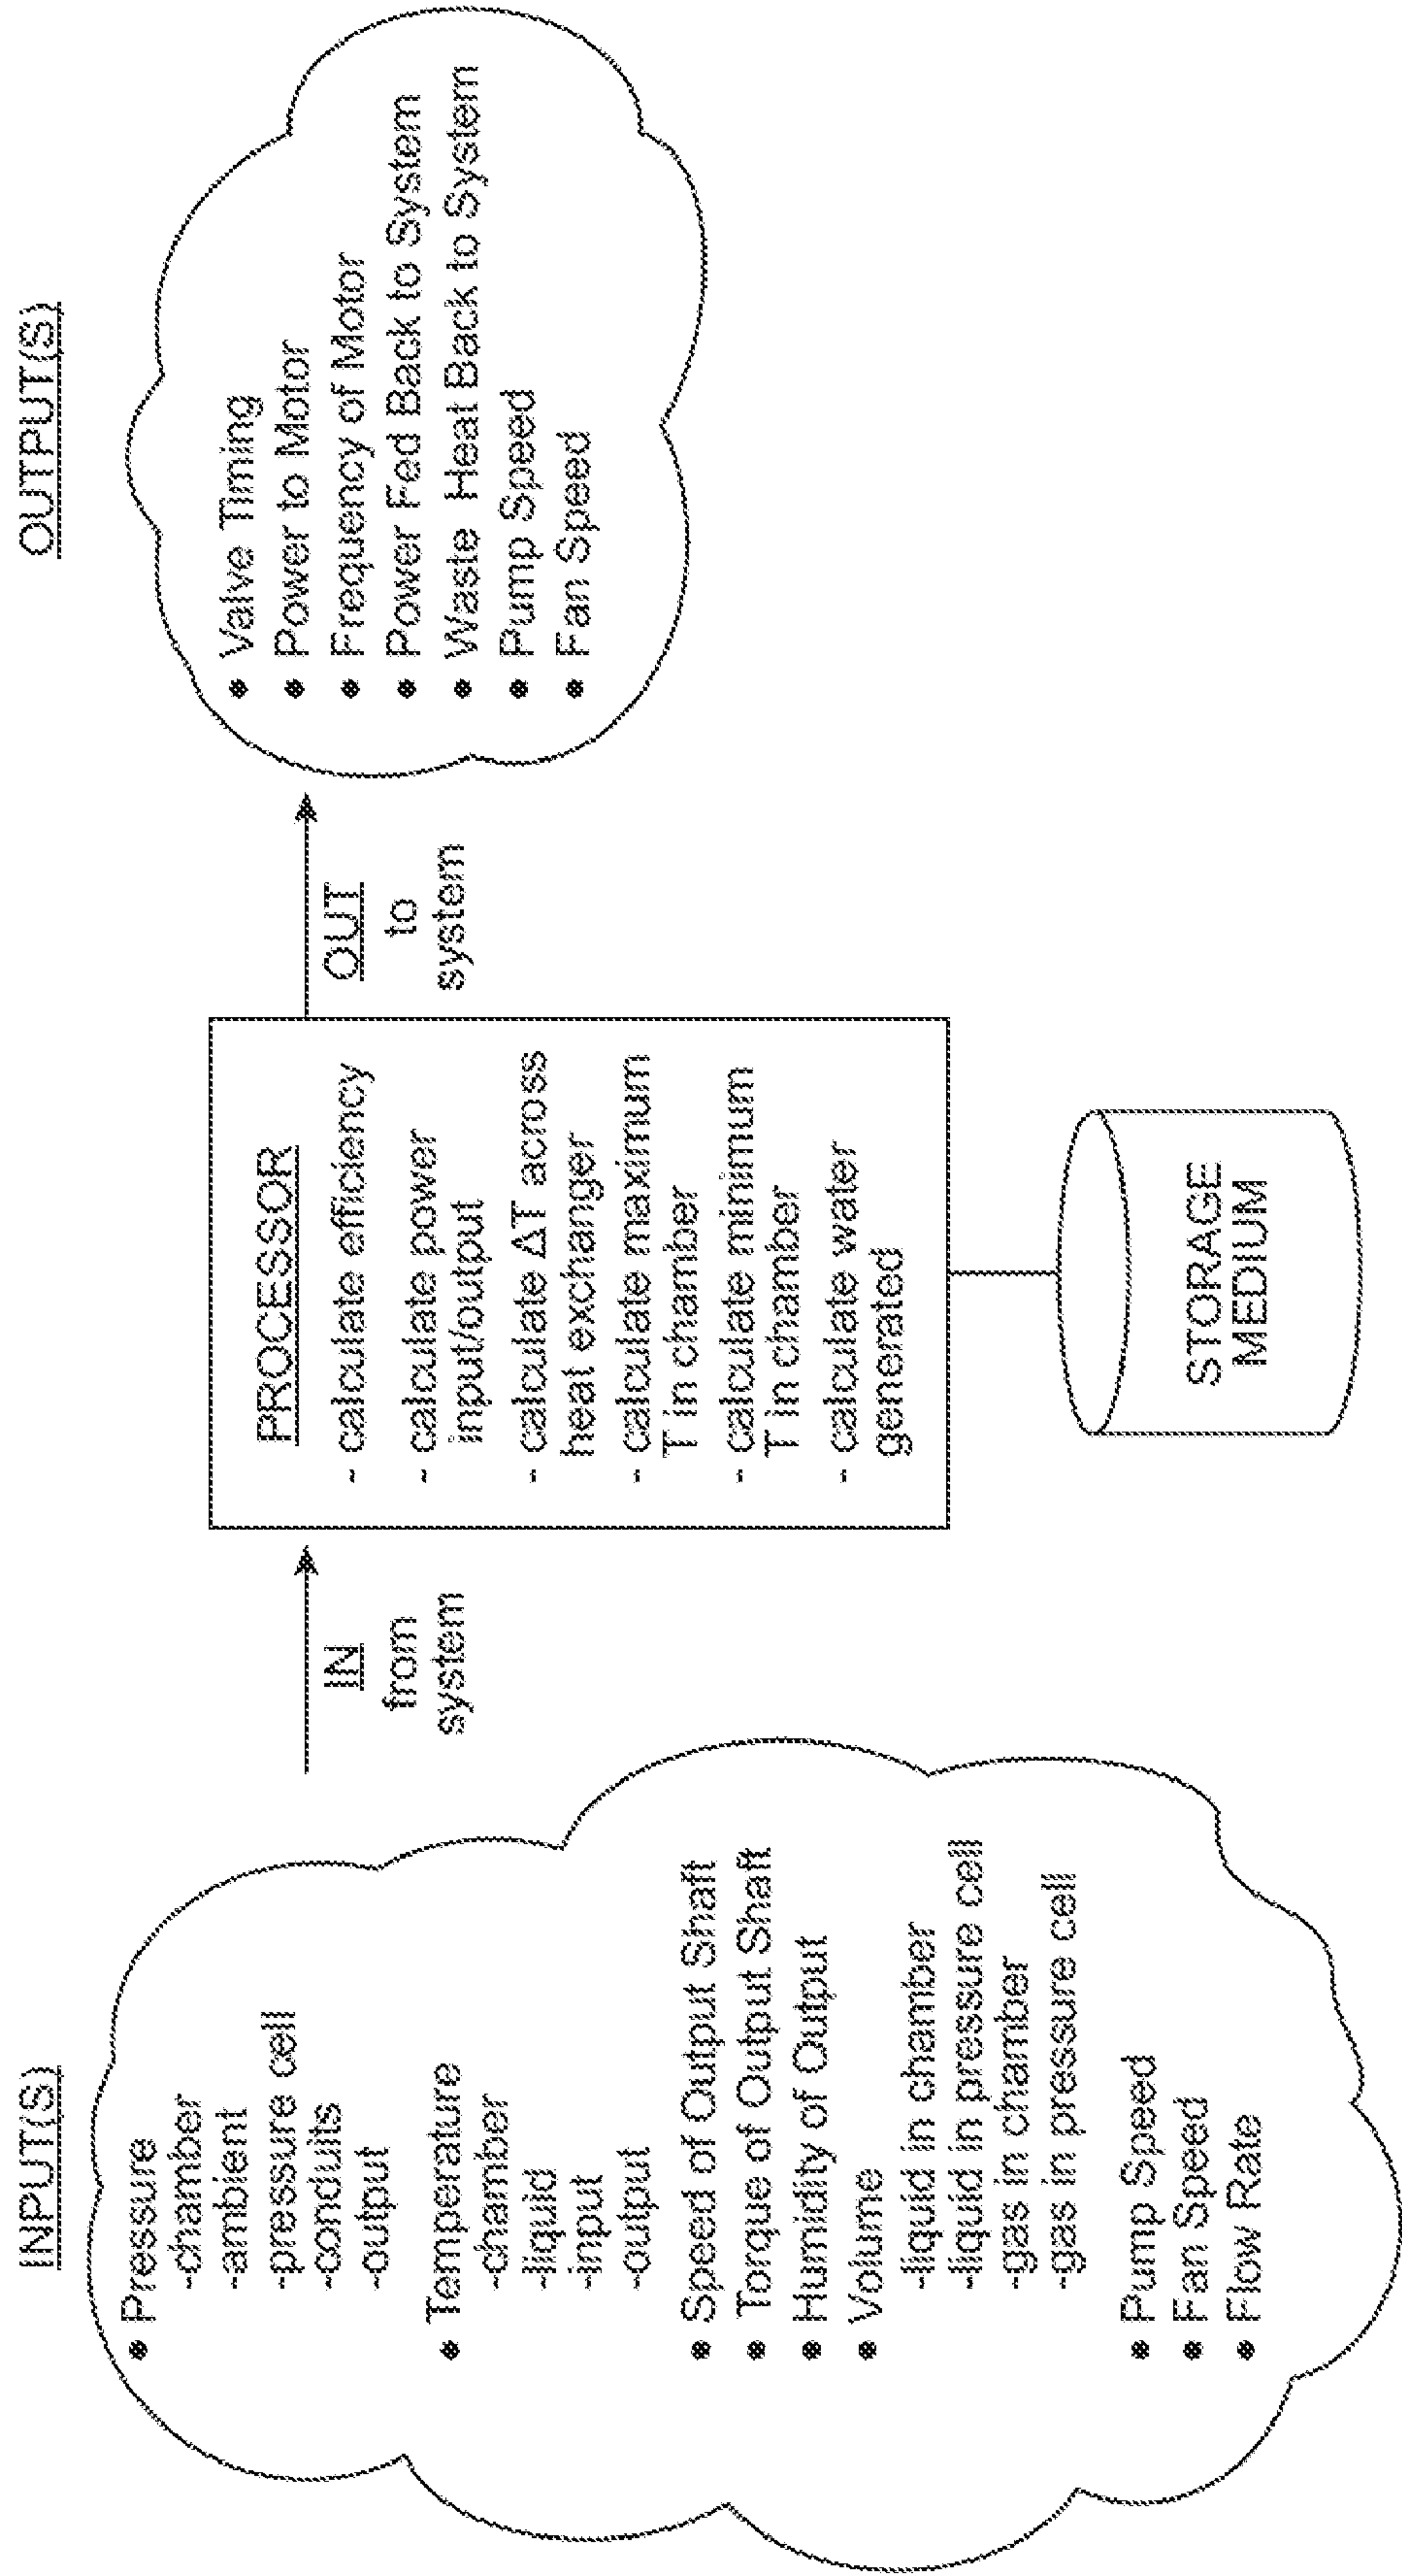 INPUT(S)
● Pressure
-chamber
-ambient
-pressure cell
-conduits
-output
● Temperature
-chamber
-liquid
-input
-output
● Speed of Output Shaft
● Torque of Output Shaft
● Humidity of Output
● Volume
-liquid in chamber
-liquid in pressure cell
-gas in chamber
-gas in pressure cell
● Pump Speed
● Fan Speed
● Flow Rate
IN
from
system
PROCESSOR
- calculate efficiency
- calculate power
input/output
- calculate ΔT across
heat exchanger
- calculate maximum
T in chamber
- calculate minimum
T in chamber
- calculate water
generated
STORAGE
MEDIUM
OUT
to
system
OUTPUT(S)
● Valve Timing
● Power to Motor
● Frequency of Motor
● Power Fed Back to System
● Waste Heat Back to System
● Pump Speed
● Fan Speed